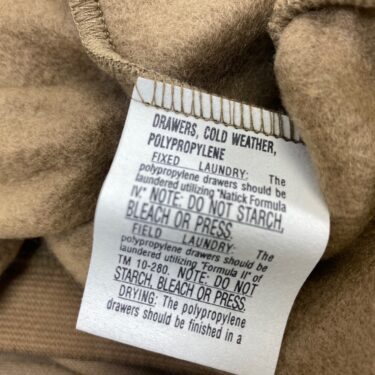 DRAWERS, COLD WEATHER,
POLYPROPYLENE
FIXED LAUNDRY: The
polypropylene drawers should be
laundered utilizing "Natick Formula
IV." NOTE: DO NOT STARCH,
BLEACH OR PRESS.
FIELD LAUNDRY: The
polypropylene drawers should be
laundered utilizing "Formula II" of
TM 10-280. NOTE: DO NOT
STARCH, BLEACH OR PRESS.
DRYING: The polypropylene
drawers should be finished in a